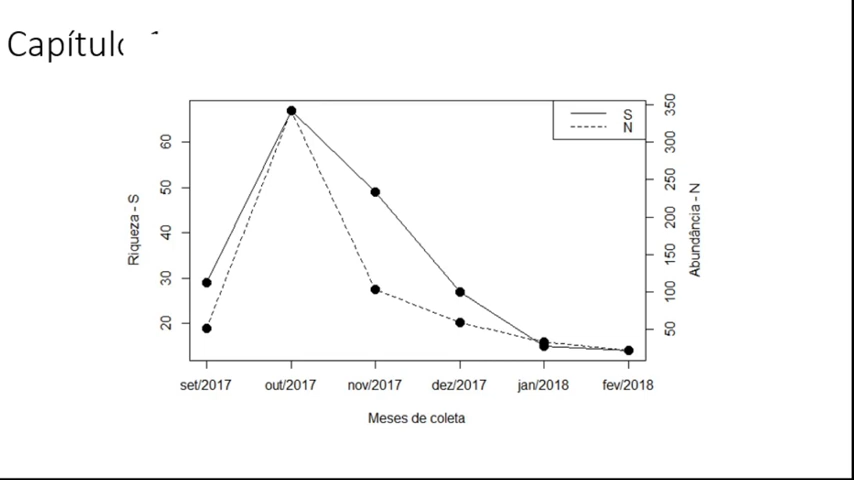 Capítulo
S
N
Riqueza - S
60
50
40
30
20
350
300
250
200
150
100
50
Abundância - N
set/2017 out/2017 nov/2017 dez/2017 jan/2018 fev/2018
Meses de coleta